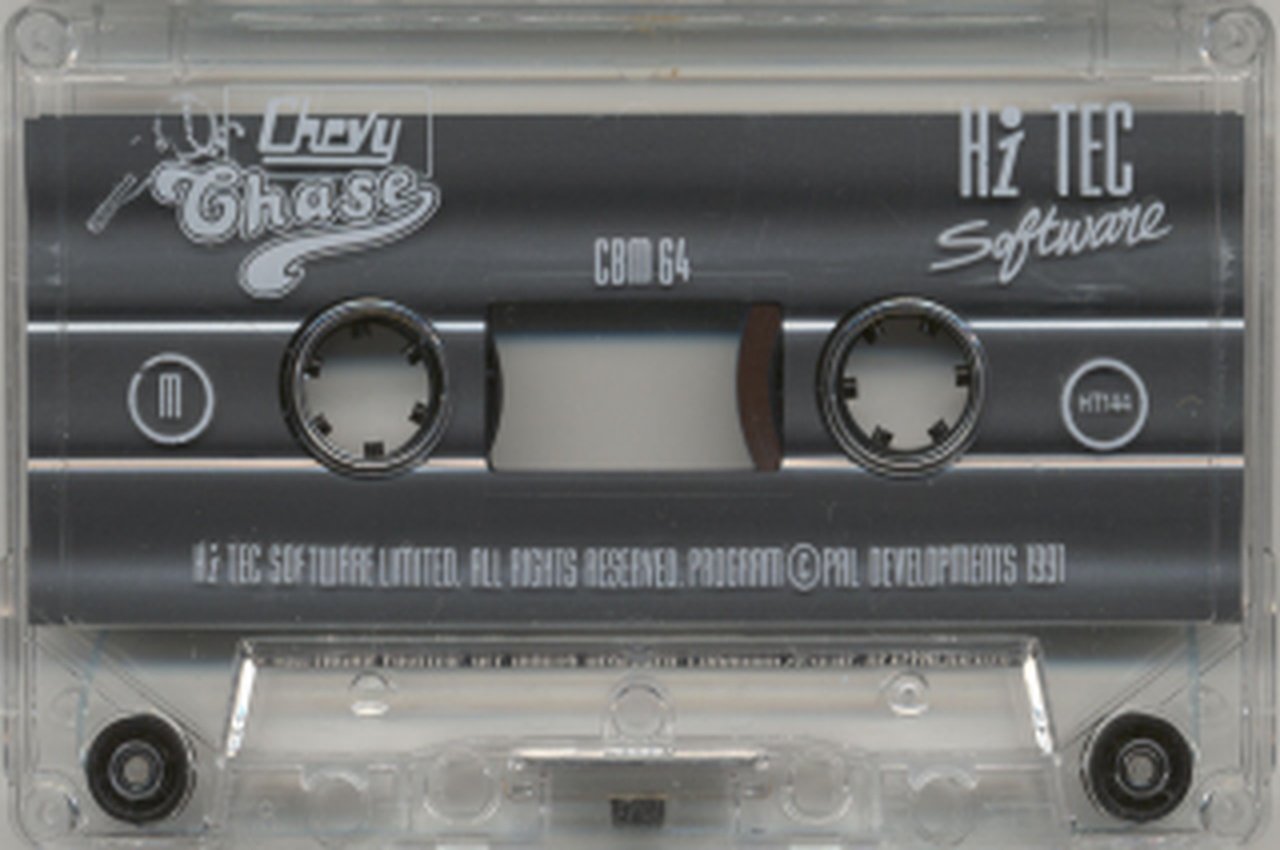 Chevy
Chase
Hi TEC
Software
CBM 64
M
HT144
Hi TEC SOFTWARE LIMITED. ALL RIGHTS RESERVED. PROGRAM © PAL DEVELOPMENTS 1991